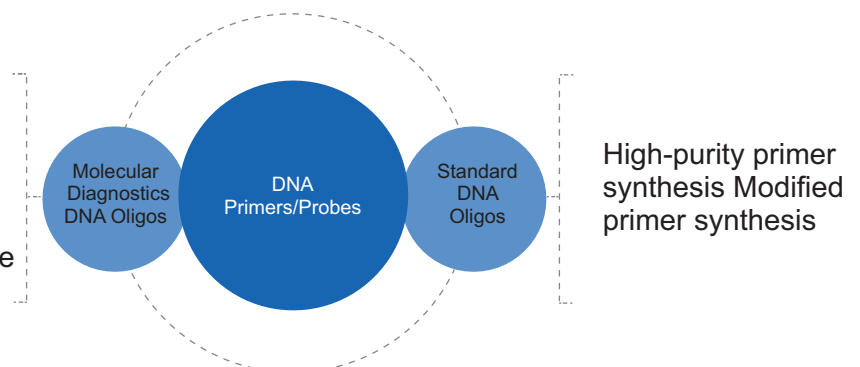 Molecular
Diagnostics
DNA Oligos
DNA
Primers/Probes
Standard
DNA
Oligos
High-purity primer
synthesis Modified
primer synthesis
e